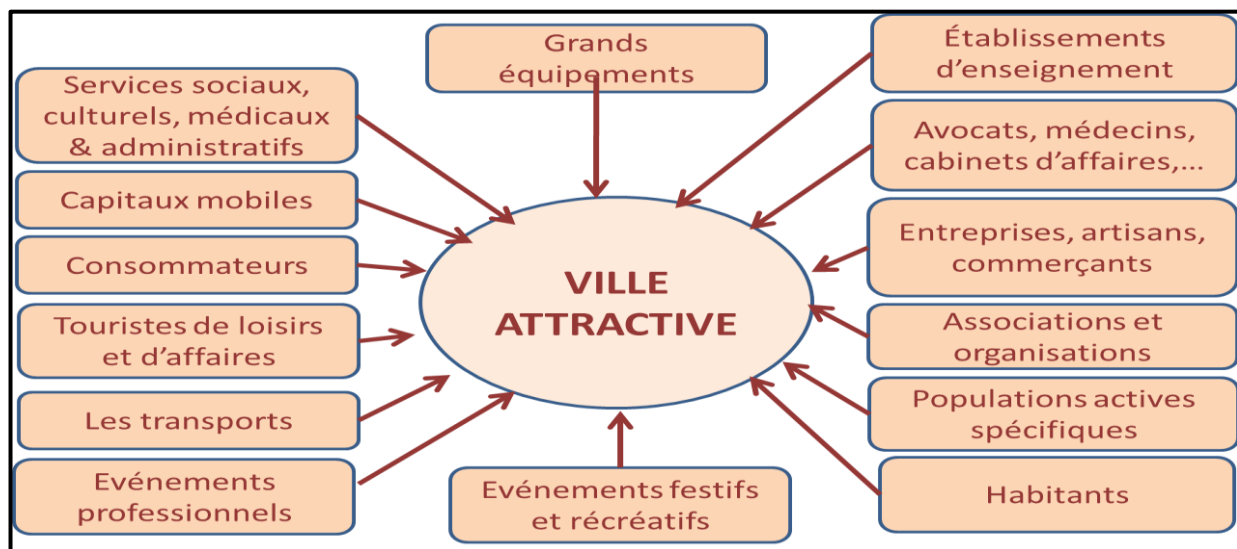 Grands
équipements
Établissements
d’enseignement
Services sociaux,
culturels, médicaux
& administratifs
Avocats, médecins,
cabinets d’affaires,...
Capitaux mobiles
Entreprises, artisans,
commerçants
Consommateurs
VILLE
ATTRACTIVE
Touristes de loisirs
et d’affaires
Associations et
organisations
Les transports
Populations actives
spécifiques
Evénements
professionnels
Evénements festifs
et récréatifs
Habitants